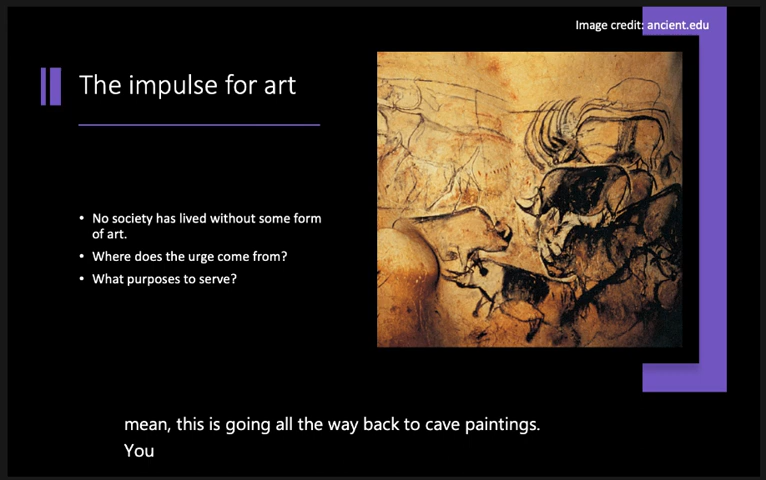 Image credit: ancient.edu
The impulse for art
• No society has lived without some form
of art.
• Where does the urge come from?
• What purposes to serve?
mean, this is going all the way back to cave paintings.
You